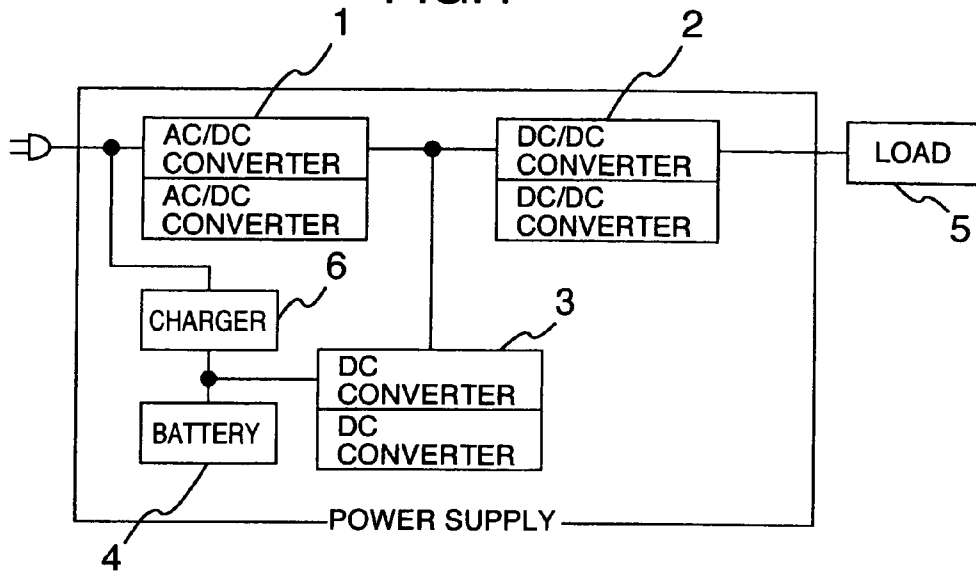 1
2
AC/DC
CONVERTER
AC/DC
CONVERTER
DC/DC
CONVERTER
DC/DC
CONVERTER
LOAD
5
6
CHARGER
3
DC
CONVERTER
DC
CONVERTER
BATTERY
4
POWER SUPPLY